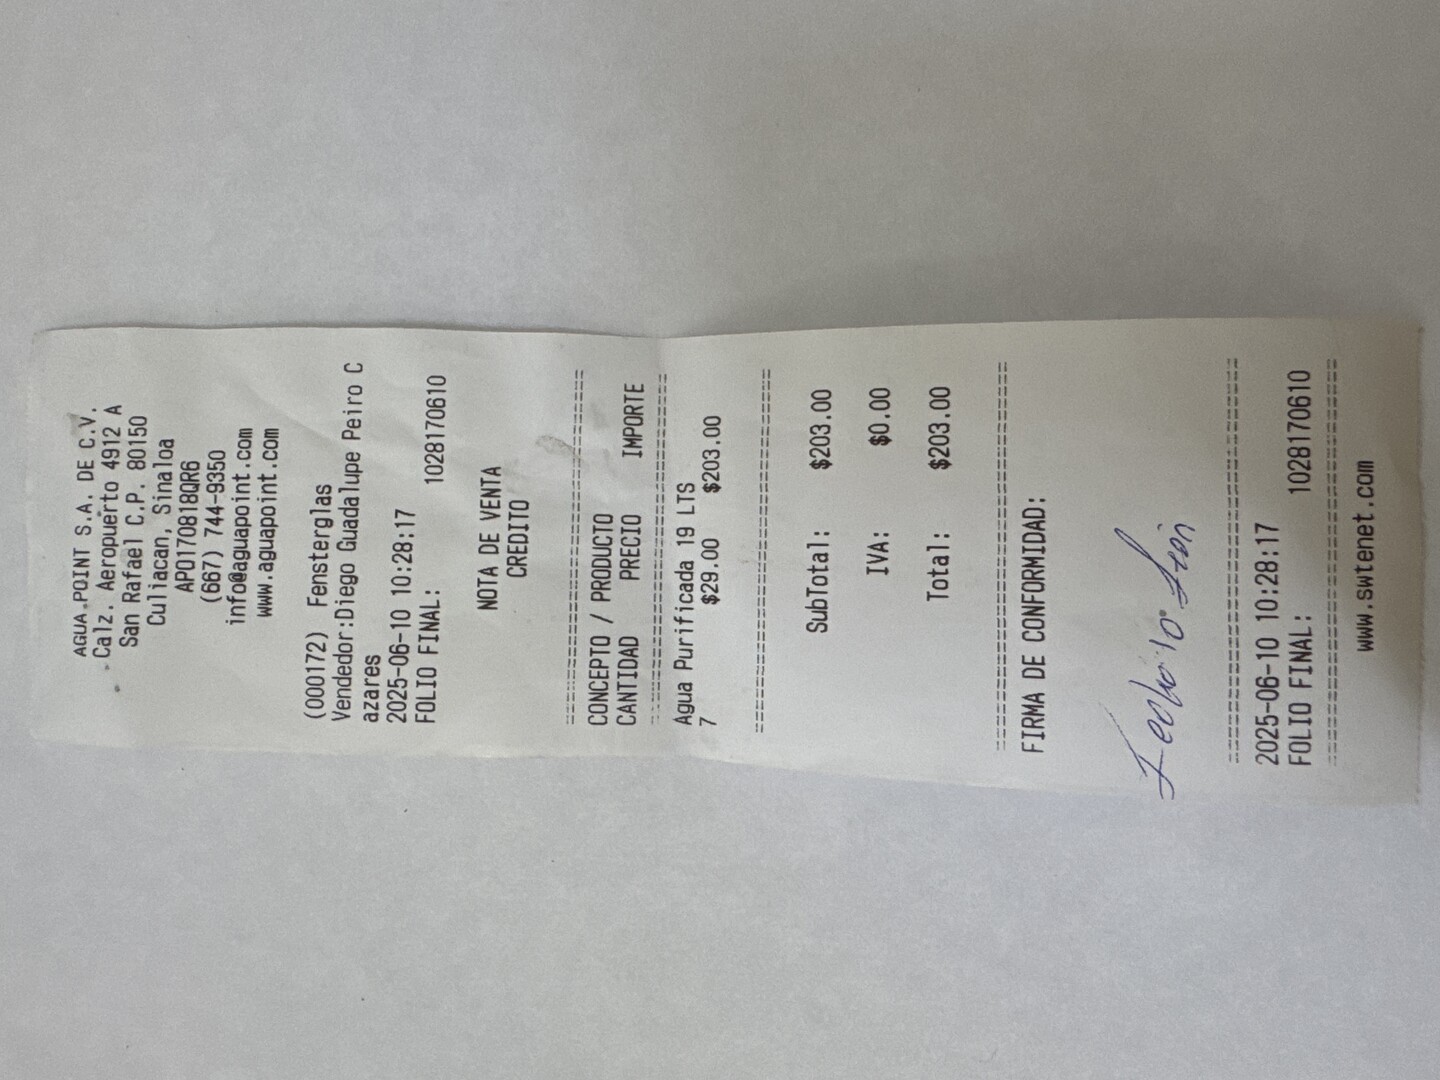 AGUA POINT S.A. DE C.V.
Calz. Aeropuerto 4912 A
San Rafael C.P. 80150
Culiacan, Sinaloa
APO170818QR6
(667) 744-9350
info@aguapoint.com
www.aguapoint.com
(000172) Fensterglas
Vendedor:Diego Guadalupe Peiro C
azares
2025-06-10 10:28:17
FOLIO FINAL: 1028170610
NOTA DE VENTA
CREDITO
================================
CONCEPTO / PRODUCTO
CANTIDAD PRECIO IMPORTE
================================
Agua Purificada 19 LTS
7 $29.00 $203.00
================================
SubTotal: $203.00
IVA: $0.00
Total: $203.00
================================
FIRMA DE CONFORMIDAD:
================================
2025-06-10 10:28:17
FOLIO FINAL: 1028170610
================================
www.swtenet.com